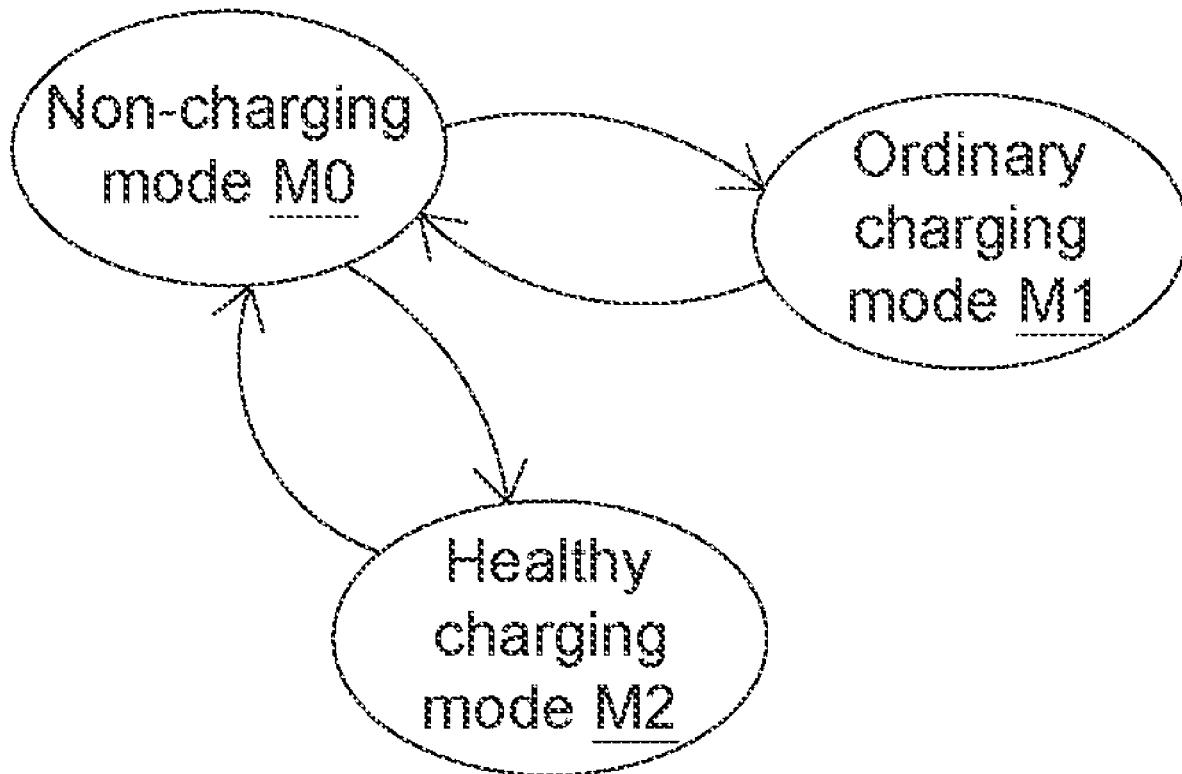 Non-charging
mode M0
Ordinary
charging
mode M1
Healthy
charging
mode M2